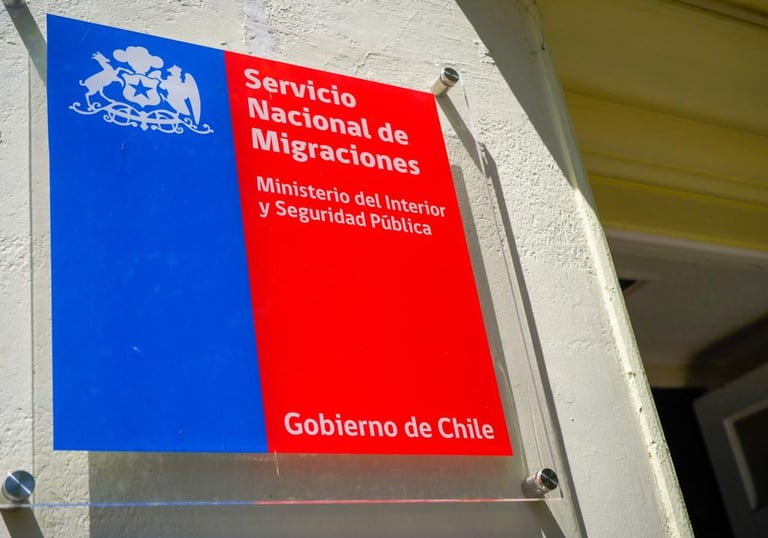 Servicio
Nacional de
Migraciones
Ministerio del Interior
y Seguridad Pública
Gobierno de Chile